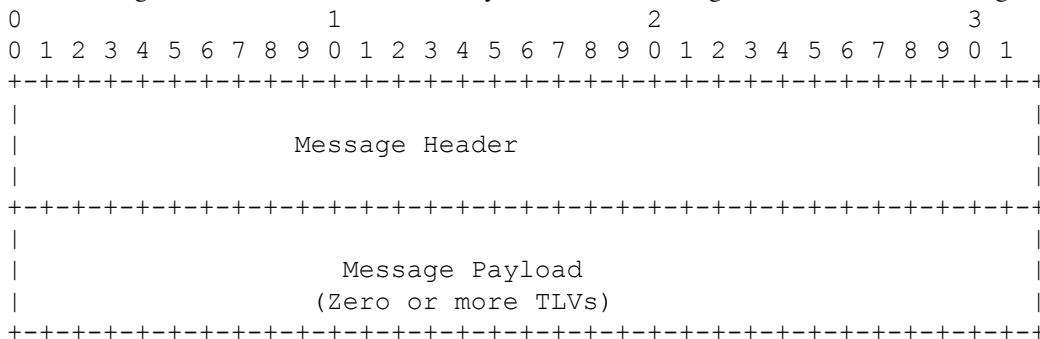 0                   1                   2                   3
0 1 2 3 4 5 6 7 8 9 0 1 2 3 4 5 6 7 8 9 0 1 2 3 4 5 6 7 8 9 0 1
+-+-+-+-+-+-+-+-+-+-+-+-+-+-+-+-+-+-+-+-+-+-+-+-+-+-+-+-+-+-+-+-+
|                                                               |
|                 Message Header                                |
|                                                               |
+-+-+-+-+-+-+-+-+-+-+-+-+-+-+-+-+-+-+-+-+-+-+-+-+-+-+-+-+-+-+-+-+
|                                                               |
|                    Message Payload                            |
|                  (Zero or more TLVs)                          |
+-+-+-+-+-+-+-+-+-+-+-+-+-+-+-+-+-+-+-+-+-+-+-+-+-+-+-+-+-+-+-+-+